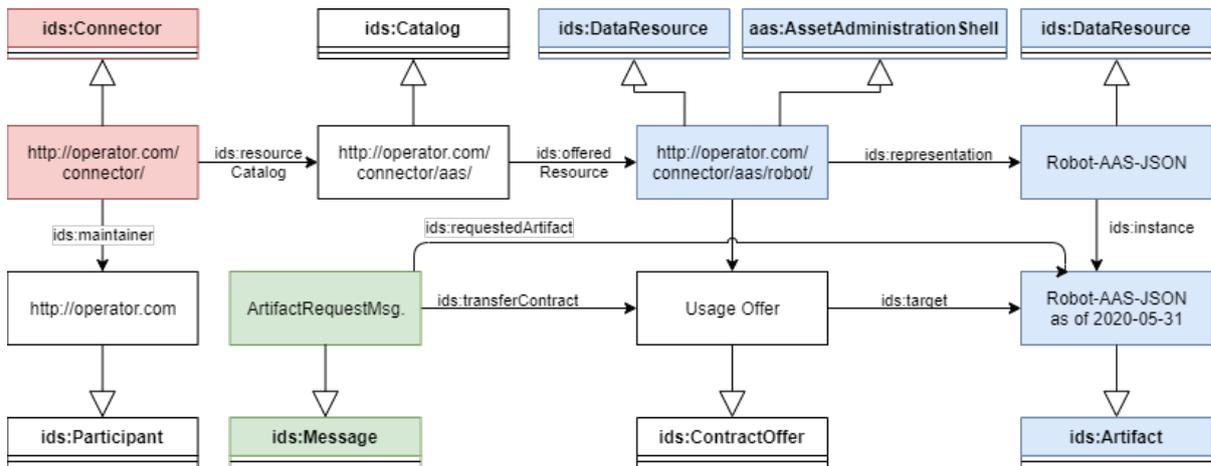 ids:Connector
ids:Catalog
ids:DataResource
aas:AssetAdministrationShell
ids:DataResource
http://operator.com/
connector/
ids:resource
Catalog
http://operator.com/
connector/aas/
ids:offered
Resource
http://operator.com/
connector/aas/robot/
ids:representation
Robot-AAS-JSON
ids:maintainer
ids:requestedArtifact
ids:instance
http://operator.com
ArtifactRequestMsg.
ids:transferContract
Usage Offer
ids:target
Robot-AAS-JSON
as of 2020-05-31
ids:Participant
ids:Message
ids:ContractOffer
ids:Artifact